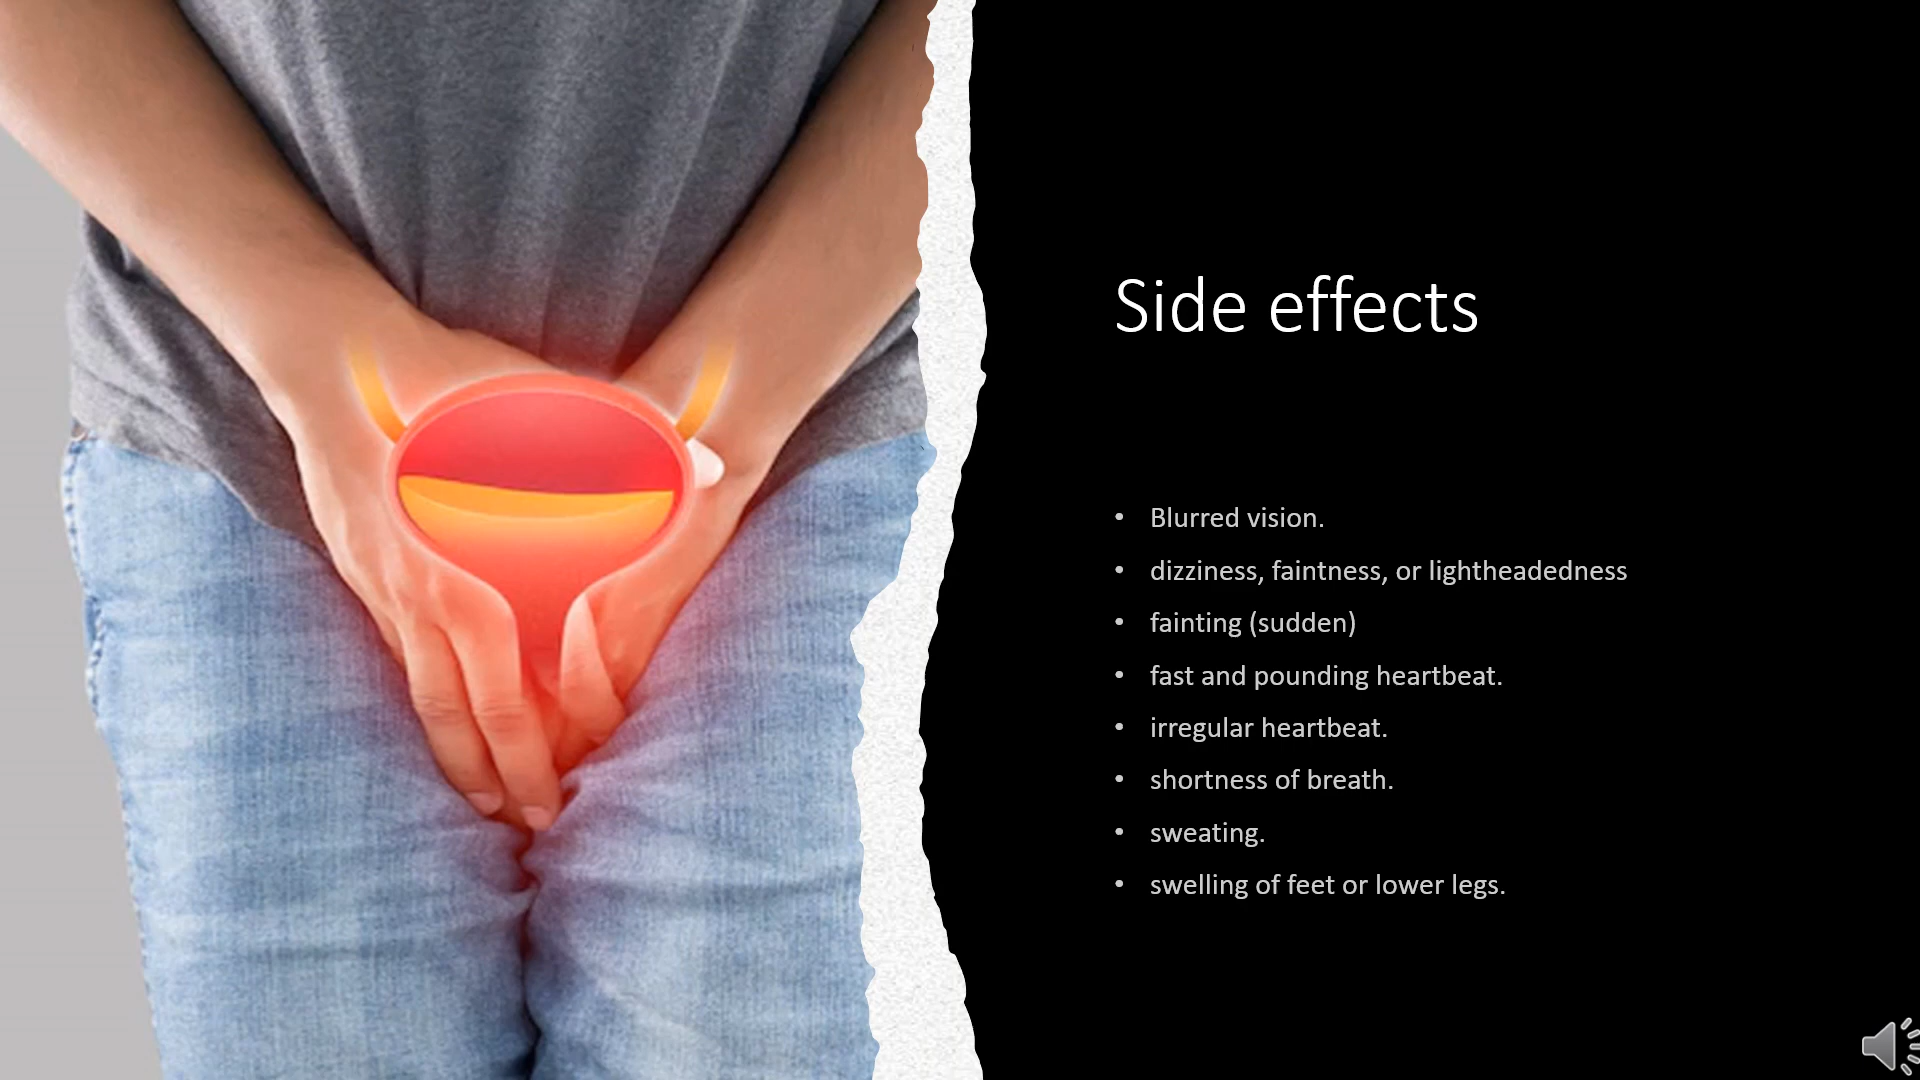 Side effects
• Blurred vision.
• dizziness, faintness, or lightheadedness
• fainting (sudden)
• fast and pounding heartbeat.
• irregular heartbeat.
• shortness of breath.
• sweating.
• swelling of feet or lower legs.